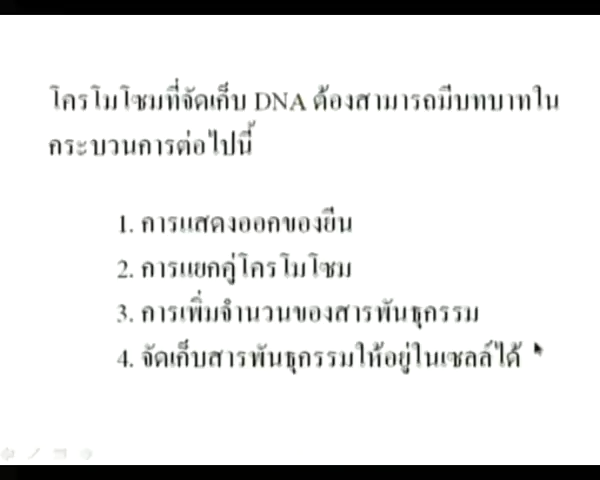 โครโมโซมที่จัดเก็บ DNA ต้องสามารถมีบทบาทใน
กระบวนการต่อไปนี้
1. การแสดงออกของยีน
2. การแยกคู่โครโมโซม
3. การเพิ่มจำนวนของสารพันธุกรรม
4. จัดเก็บสารพันธุกรรมให้อยู่ในเซลล์ได้